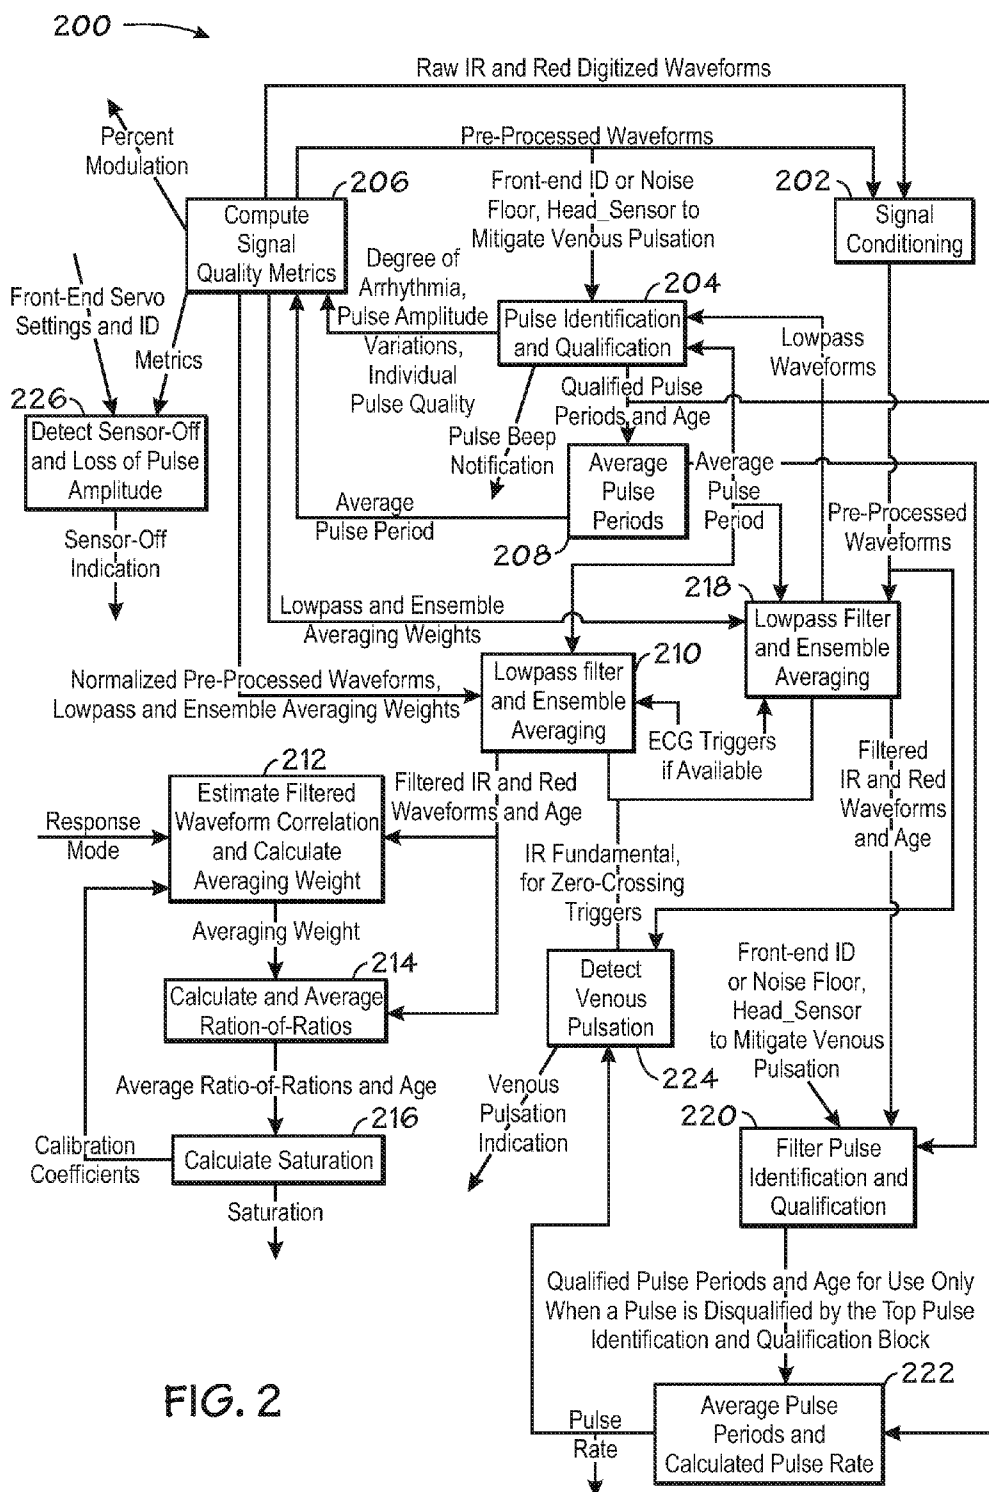 200
Raw IR and Red Digitized Waveforms
Percent
Modulation
Pre-Processed Waveforms
206
Compute
Signal
Quality Metrics
Front-end ID or Noise
Floor, Head_Sensor to
Mitigate Venous Pulsation
202
Signal
Conditioning
Degree of
Arrhythmia,
Pulse Amplitude
Variations,
Individual
Pulse Quality
204
Pulse Identification
and Qualification
Lowpass
Waveforms
Front-End Servo
Settings and ID
Metrics
226
Detect Sensor-Off
and Loss of Pulse
Amplitude
Sensor-Off
Indication
Qualified Pulse
Periods and Age
Pulse Beep
Notification
Average
Pulse
Periods
208
Average
Pulse
Period
Average
Pulse Period
Pre-Processed
Waveforms
218
Lowpass Filter
and Ensemble
Averaging
Lowpass and Ensemble
Averaging Weights
210
Lowpass filter
and Ensemble
Averaging
Normalized Pre-Processed Waveforms,
Lowpass and Ensemble Averaging Weights
ECG Triggers
if Available
Filtered
IR and Red
Waveforms
and Age
212
Estimate Filtered
Waveform Correlation
and Calculate
Averaging Weight
Filtered IR and Red
Waveforms and Age
Response
Mode
IR Fundamental,
for Zero-Crossing
Triggers
Averaging Weight
214
Calculate and Average
Ration-of-Ratios
Detect
Venous
Pulsation
224
Front-end ID
or Noise Floor,
Head_Sensor
to Mitigate Venous
Pulsation
Average Ratio-of-Rations and Age
Venous
Pulsation
Indication
216
Calculate Saturation
Calibration
Coefficients
Saturation
220
Filter Pulse
Identification and
Qualification
Qualified Pulse Periods and Age for Use Only
When a Pulse is Disqualified by the Top Pulse
Identification and Qualification Block
222
Average Pulse
Periods and
Calculated Pulse Rate
Pulse
Rate
FIG. 2